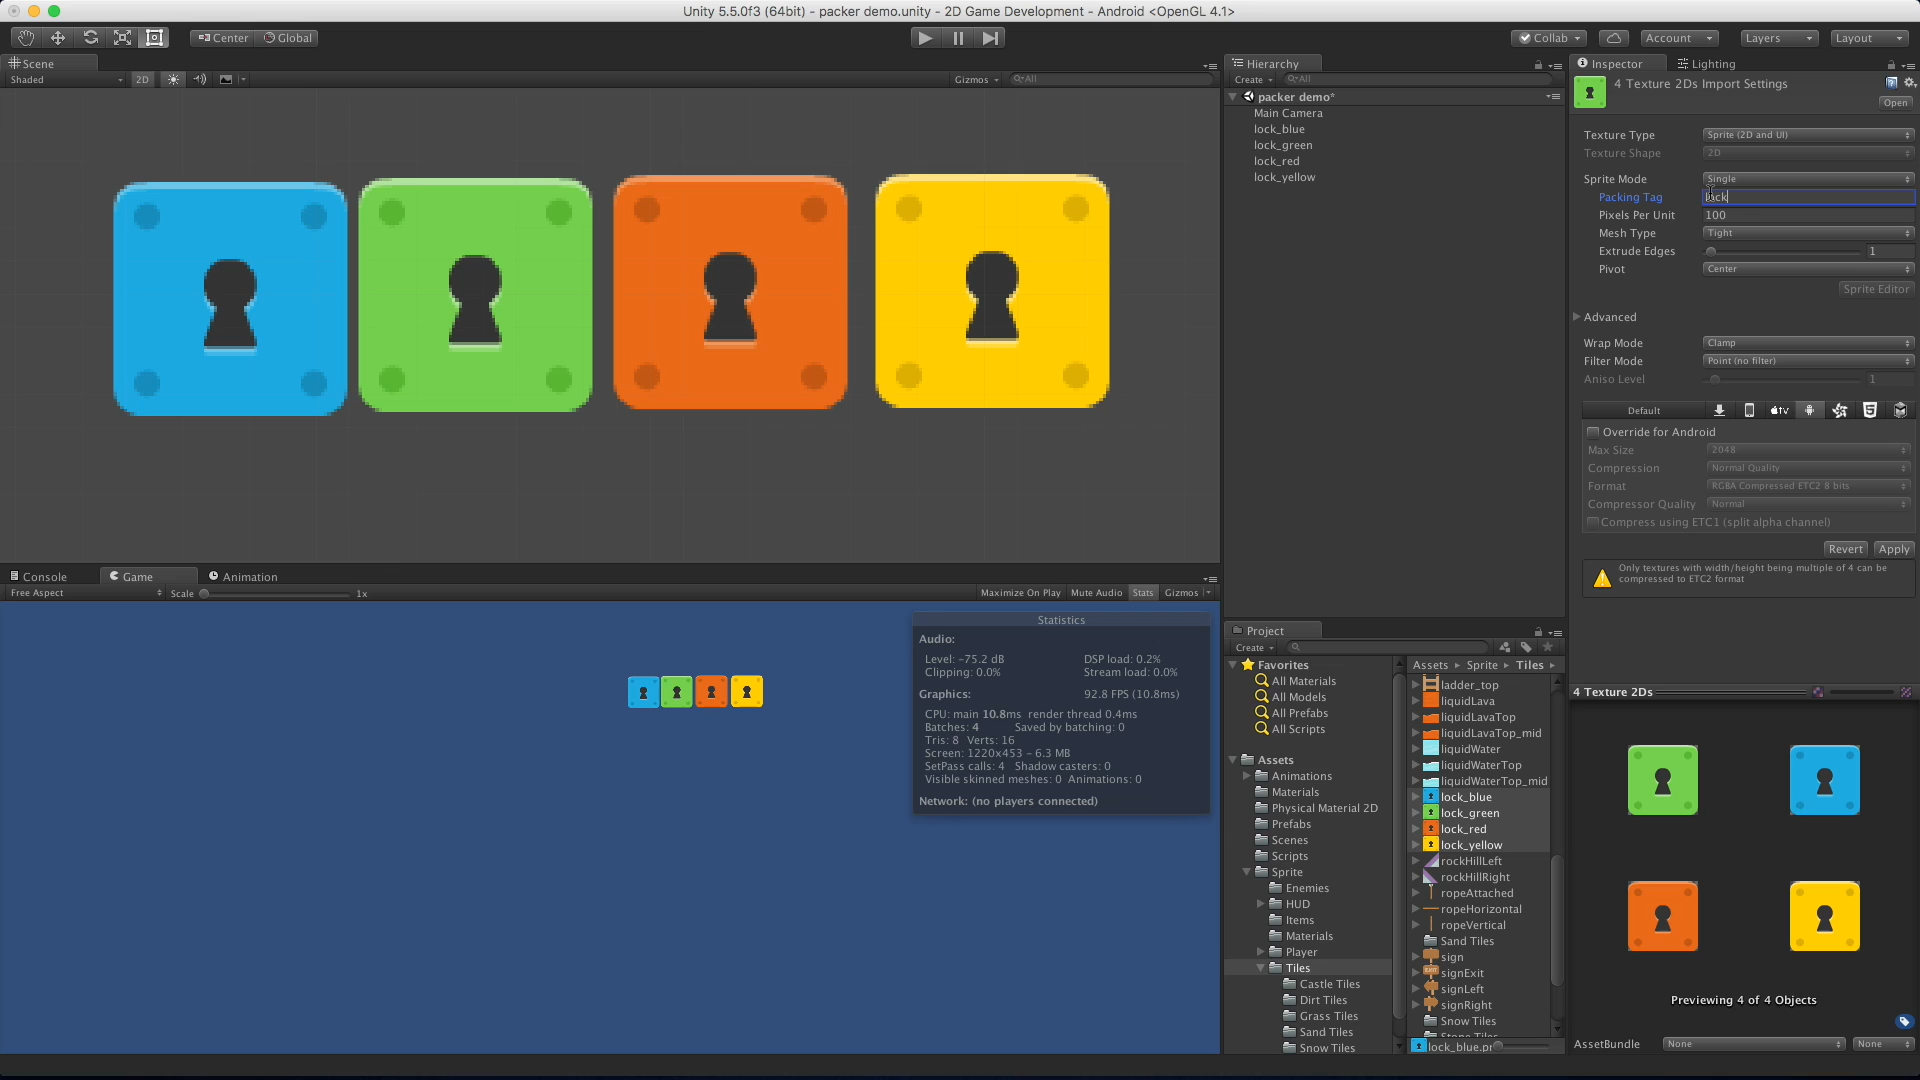 Unity 5.5.0f3 (64bit) - packer demo.unity - 2D Game Development - Android <OpenGL 4.1>
Center Global Collab Account Layers Layout
Scene
Shaded 2D Gizmos All
Console Game Animation
Free Aspect Scale 1x Maximize On Play Mute Audio Stats Gizmos
Statistics
Audio:
Level: -75.2 dB DSP load: 0.2%
Clipping: 0.0% Stream load: 0.0%
Graphics: 92.8 FPS (10.8ms)
CPU: main 10.8ms render thread 0.4ms
Batches: 4 Saved by batching: 0
Tris: 8 Verts: 16
Screen: 1220x453 - 6.3 MB
SetPass calls: 4 Shadow casters: 0
Visible skinned meshes: 0 Animations: 0
Network: (no players connected)
Hierarchy
Create All
packer demo*
Main Camera
lock_blue
lock_green
lock_red
lock_yellow
Project
Create
Favorites
All Materials
All Models
All Prefabs
All Scripts
Assets
Animations
Materials
Physical Material 2D
Prefabs
Scenes
Scripts
Sprite
Enemies
HUD
Items
Materials
Player
Tiles
Castle Tiles
Dirt Tiles
Grass Tiles
Sand Tiles
Snow Tiles
Assets Sprite Tiles
ladder_top
liquidLava
liquidLavaTop
liquidLavaTop_mid
liquidWater
liquidWaterTop
liquidWaterTop_mid
lock_blue
lock_green
lock_red
lock_yellow
rockHillLeft
rockHillRight
ropeAttached
ropeHorizontal
ropeVertical
Sand Tiles
sign
signExit
signLeft
signRight
Snow Tiles
lock_blue.pr
Inspector Lighting
4 Texture 2Ds Import Settings
Open
Texture Type Sprite (2D and UI)
Texture Shape 2D
Sprite Mode Single
Packing Tag lock
Pixels Per Unit 100
Mesh Type Tight
Extrude Edges 1
Pivot Center
Sprite Editor
Advanced
Wrap Mode Clamp
Filter Mode Point (no filter)
Aniso Level 1
Default tv
Override for Android
Max Size 2048
Compression Normal Quality
Format RGBA Compressed ETC2 8 bits
Compressor Quality Normal
Compress using ETC1 (split alpha channel)
Revert Apply
Only textures with width/height being multiple of 4 can be
compressed to ETC2 format
4 Texture 2Ds
Previewing 4 of 4 Objects
AssetBundle None None